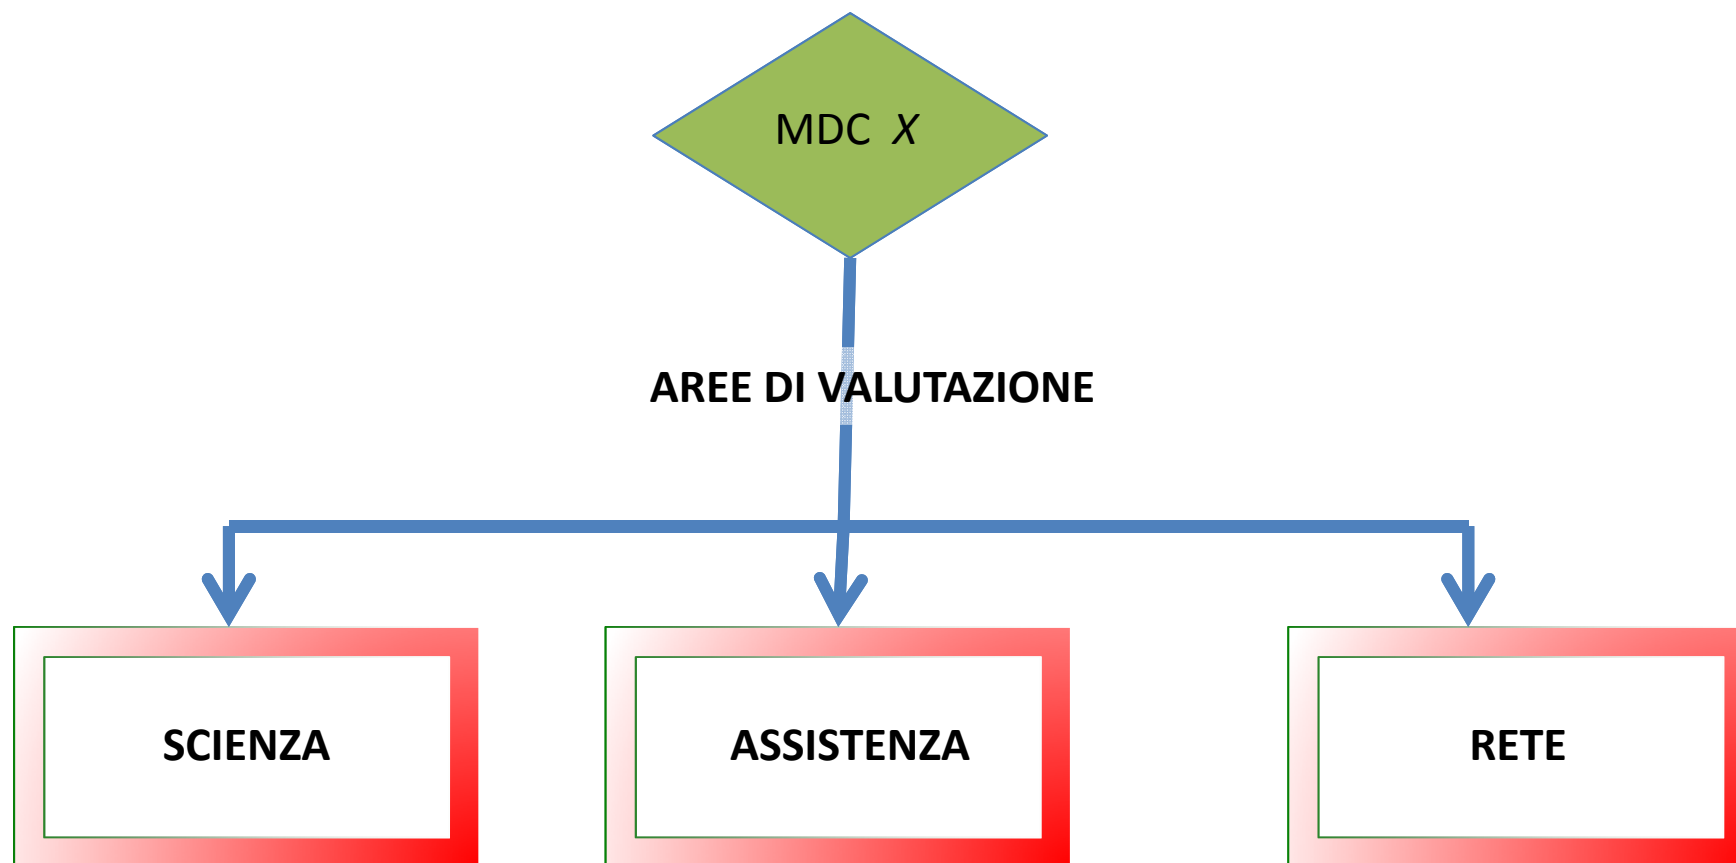 MDC X
AREE DI VALUTAZIONE
SCIENZA
ASSISTENZA
RETE